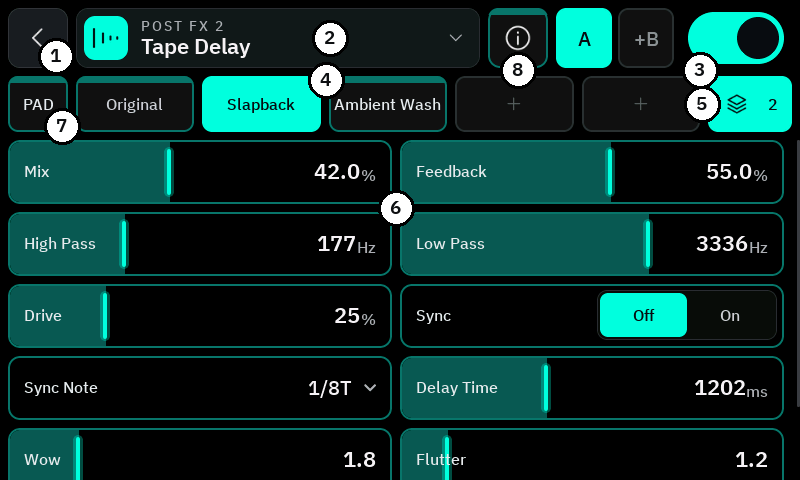 POST FX 2
Tape Delay
2
A
+B
1
8
3
PAD
Original
4
Slapback
Ambient Wash
+
+
5
2
7
Mix
42.0%
Feedback
55.0%
6
High Pass
177Hz
Low Pass
3336Hz
Drive
25%
Sync
Off
On
Sync Note
1/8T
Delay Time
1202ms
Wow
1.8
Flutter
1.2